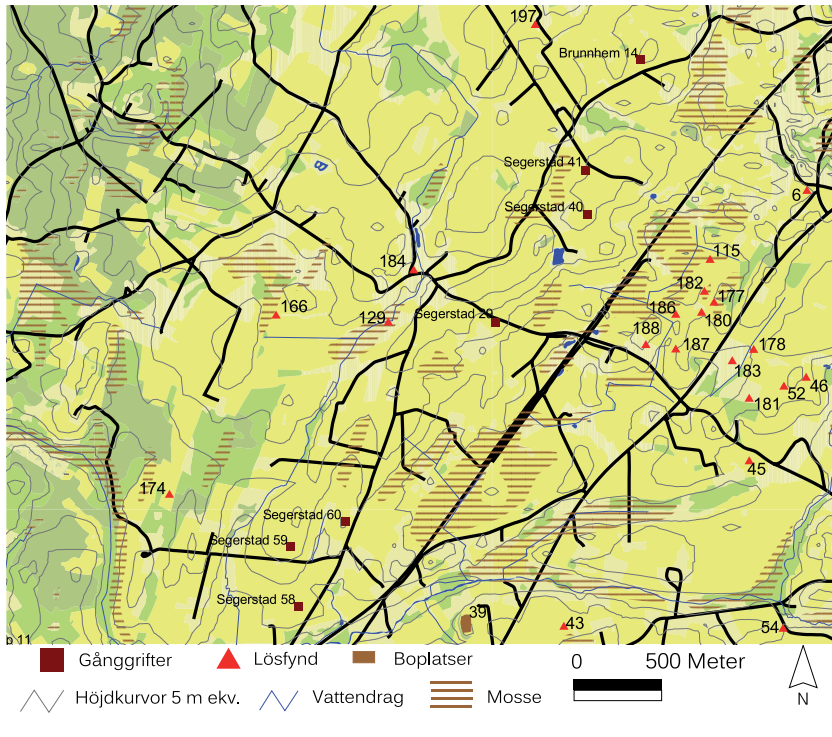 197
Brunnhem 14
Segerstad 41
6
Segerstad 40
115
184
182
177
166
186
180
129
Segerstad 29
188
187
178
183
46
52
181
45
174
Segerstad 60
Segerstad 59
Segerstad 58
39
43
54
p 11
Gånggrifter
Lösfynd
Boplatser
0 500 Meter
Höjdkurvor 5 m ekv.
Vattendrag
Mosse
N